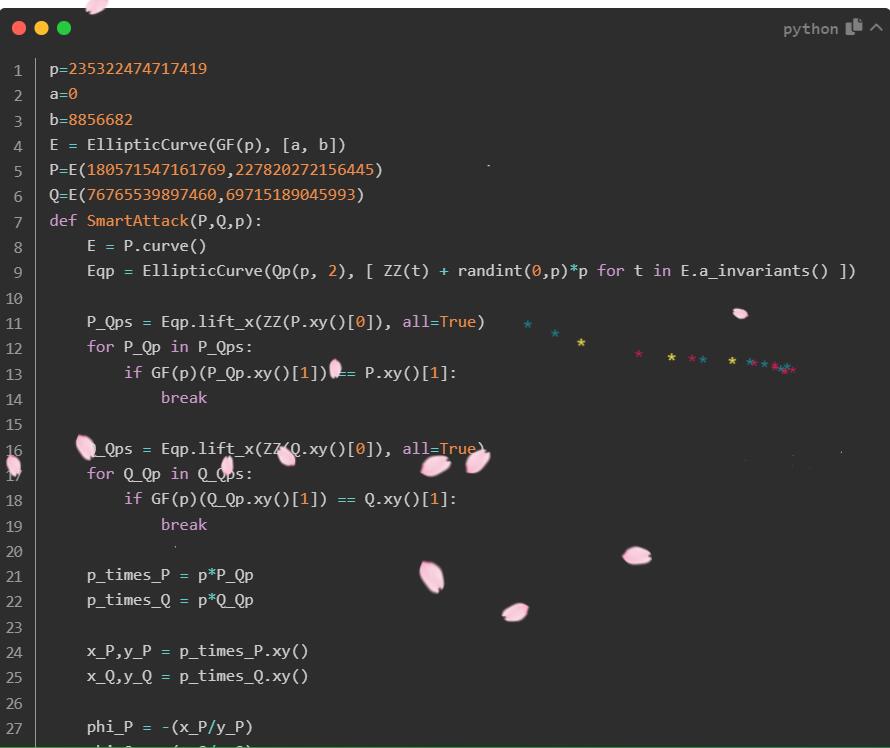 python
1 p=235322474717419
2 a=0
3 b=8856682
4 E = EllipticCurve(GF(p), [a, b])
5 P=E(180571547161769,227820272156445)
6 Q=E(76765539897460,69715189045993)
7 def SmartAttack(P,Q,p):
8 E = P.curve()
9 Eqp = EllipticCurve(Qp(p, 2), [ ZZ(t) + randint(0,p)*p for t in E.a_invariants() ])
10
11 P_Qps = Eqp.lift_x(ZZ(P.xy()[0]), all=True)
12 for P_Qp in P_Qps:
13 if GF(p)(P_Qp.xy()[1]) == P.xy()[1]:
14 break
15
16 Q_Qps = Eqp.lift_x(ZZ(Q.xy()[0]), all=True)
17 for Q_Qp in Q_Qps:
18 if GF(p)(Q_Qp.xy()[1]) == Q.xy()[1]:
19 break
20
21 p_times_P = p*P_Qp
22 p_times_Q = p*Q_Qp
23
24 x_P,y_P = p_times_P.xy()
25 x_Q,y_Q = p_times_Q.xy()
26
27 phi_P = -(x_P/y_P)